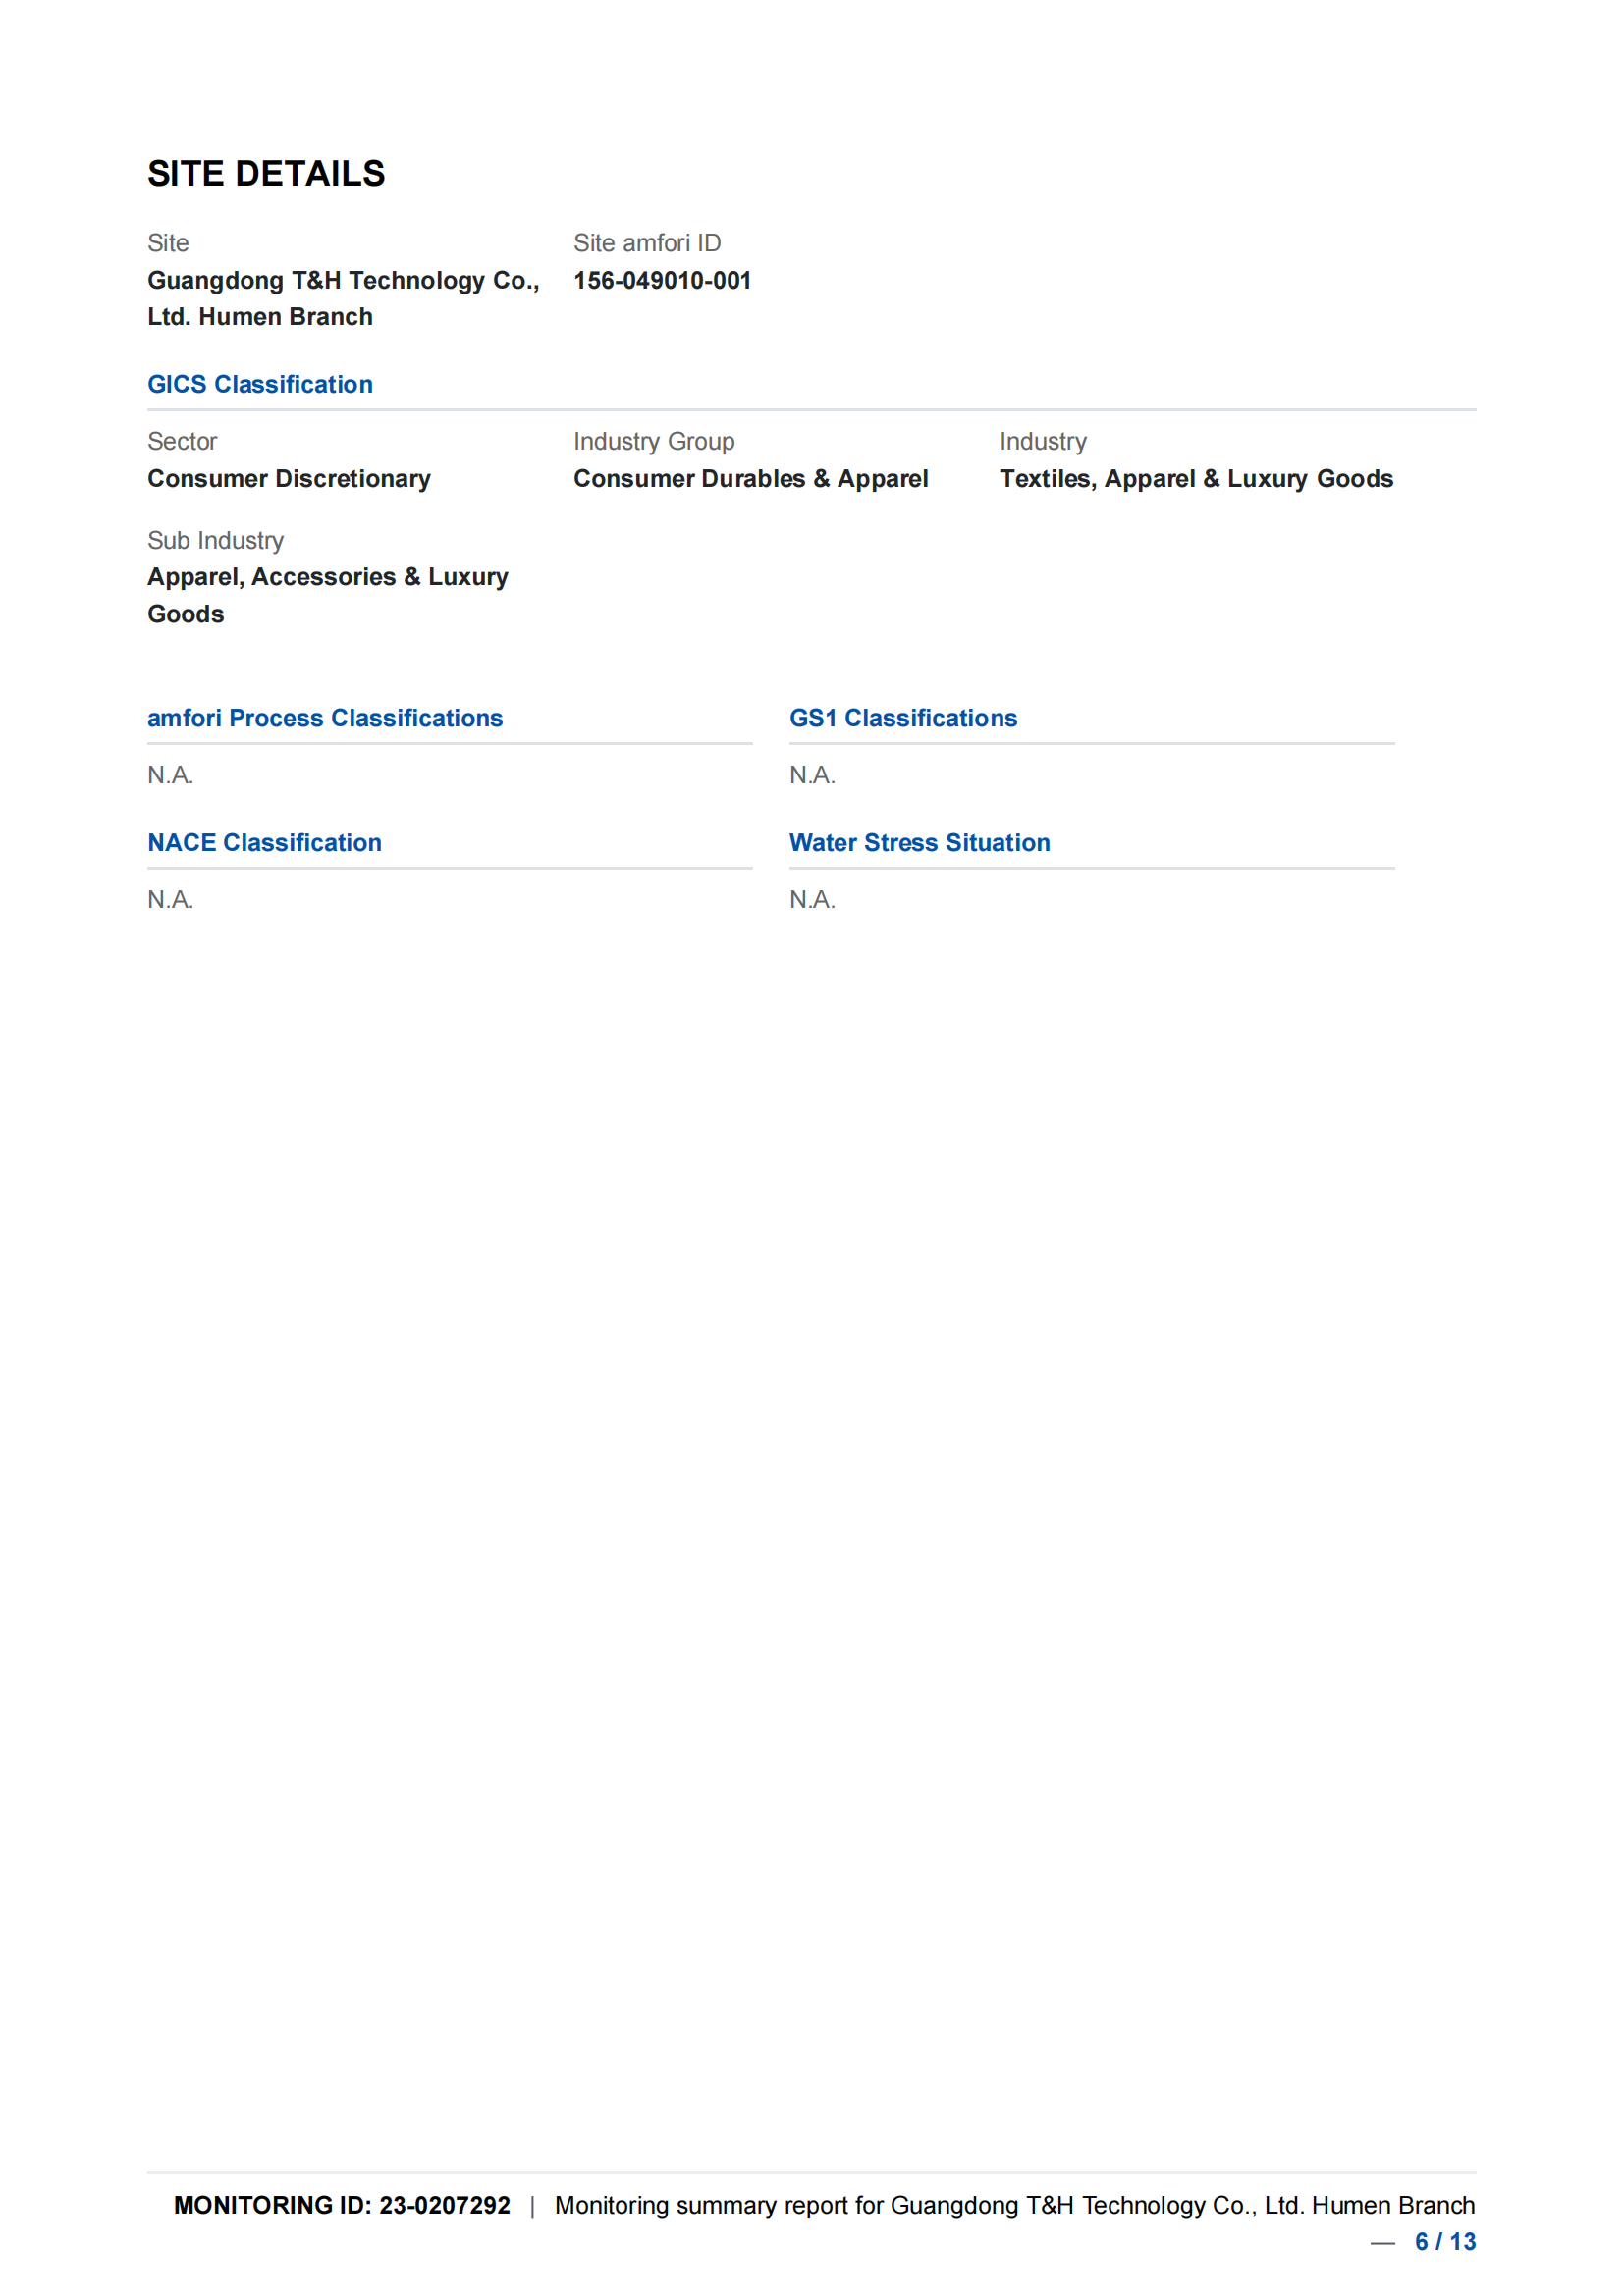 SITE DETAILS
Site
Site amfori ID
Guangdong T&H Technology Co.,
156-049010-001
Ltd. Humen Branch
GICS Classification
Sector
Industry Group
Industry
Consumer Discretionary
Consumer Durables & Apparel
Textiles, Apparel & Luxury Goods
Sub Industry
Apparel, Accessories & Luxury
Goods
amfori Process Classifications
GS1 Classifications
N.A.
N.A.
NACE Classification
Water Stress Situation
N.A.
N.A.
MONITORING ID: 23-0207292 | Monitoring summary report for Guangdong T&H Technology Co., Ltd. Humen Branch
— 6 / 13